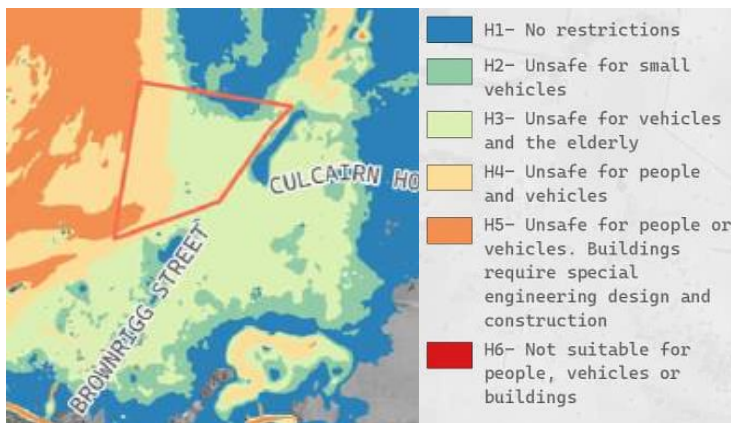 H1– No restrictions
H2– Unsafe for small
vehicles
H3– Unsafe for vehicles
and the elderly
H4– Unsafe for people
and vehicles
H5– Unsafe for people or
vehicles. Buildings
require special
engineering design and
construction
H6– Not suitable for
people, vehicles or
buildings
CULCAIRN HO
BROWNRIGG STREET